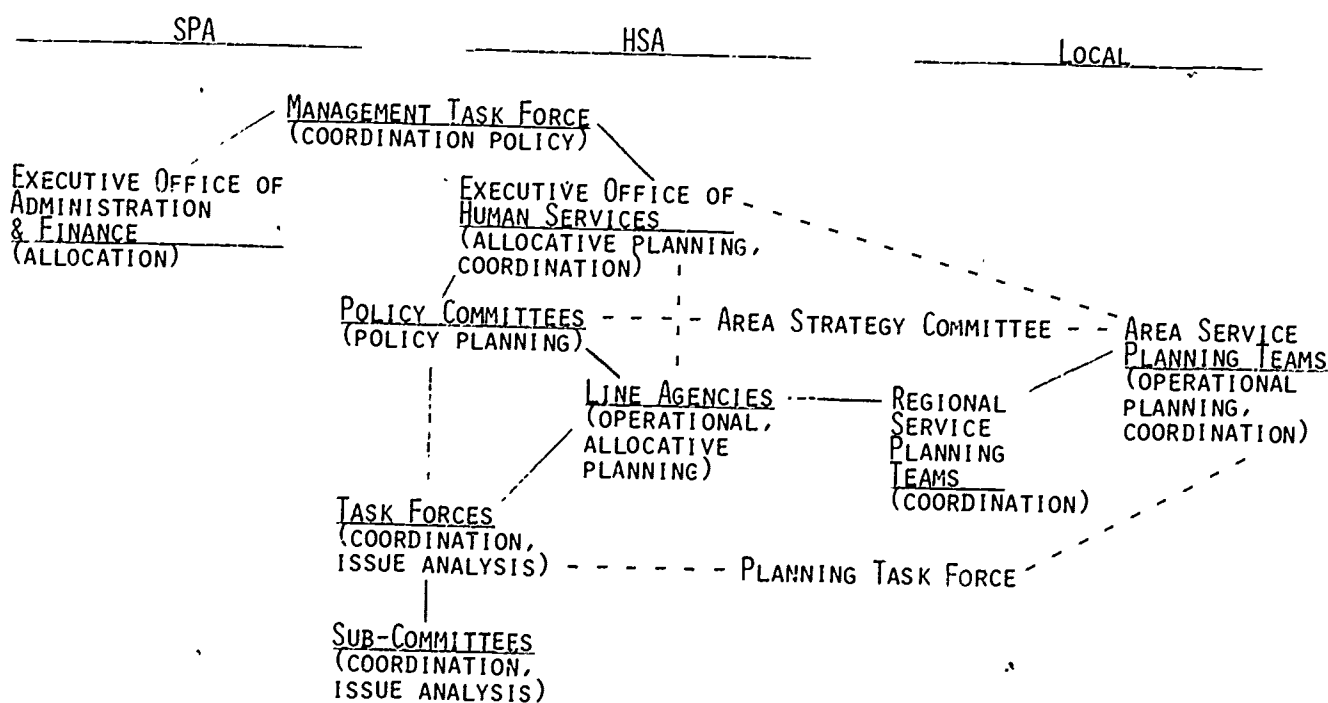 SPA HSA LOCAL
MANAGEMENT TASK FORCE
(COORDINATION POLICY)
EXECUTIVE OFFICE OF
ADMINISTRATION
& FINANCE
(ALLOCATION)
EXECUTIVE OFFICE OF
HUMAN SERVICES
(ALLOCATIVE PLANNING,
COORDINATION)
POLICY COMMITTEES
(POLICY PLANNING)
AREA STRATEGY COMMITTEE
AREA SERVICE
PLANNING TEAMS
(OPERATIONAL
PLANNING,
COORDINATION)
LINE AGENCIES
(OPERATIONAL,
ALLOCATIVE
PLANNING)
REGIONAL
SERVICE
PLANNING
TEAMS
(COORDINATION)
TASK FORCES
(COORDINATION,
ISSUE ANALYSIS)
PLANNING TASK FORCE
SUB-COMMITTEES
(COORDINATION,
ISSUE ANALYSIS)